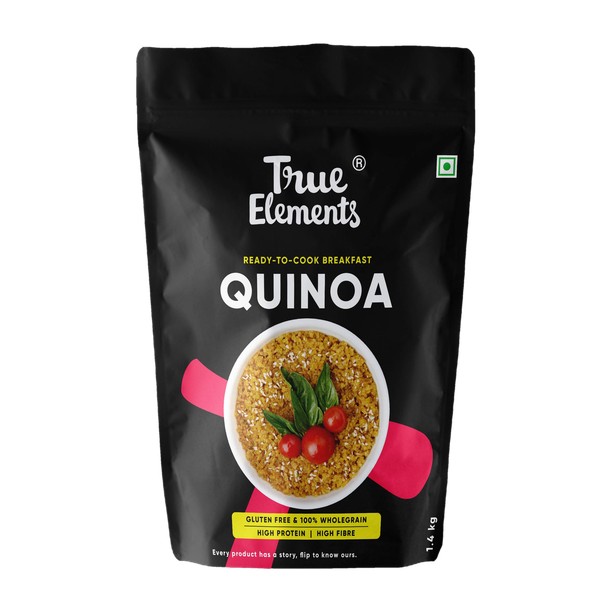 True ®
Elements
READY-TO-COOK BREAKFAST
QUINOA
GLUTEN FREE & 100% WHOLEGRAIN
HIGH PROTEIN | HIGH FIBRE
Every product has a story, flip to know ours.
1.4 kg